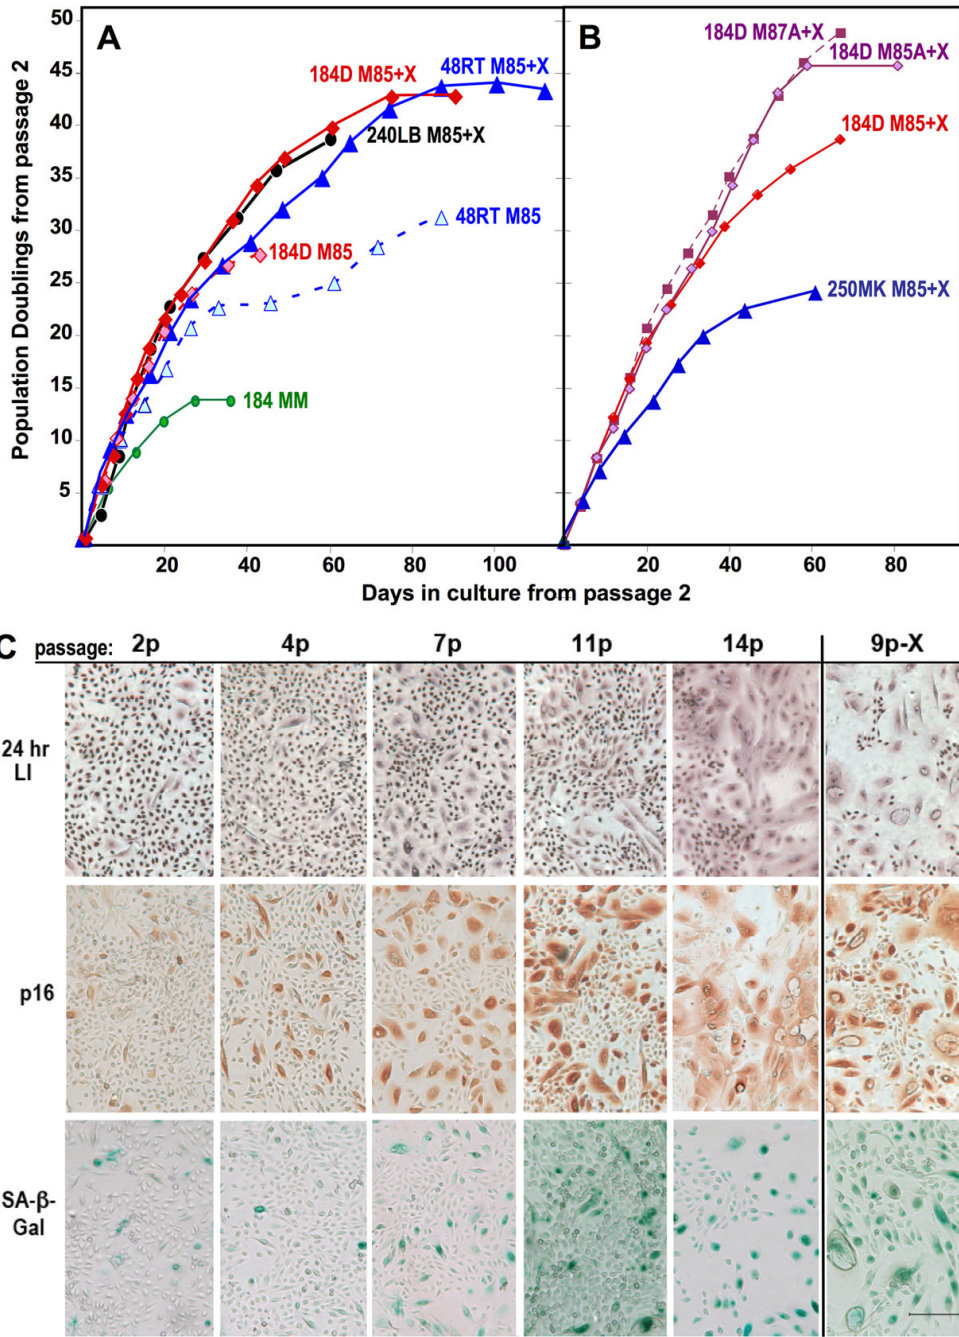 Population Doublings from passage 2
50
45
40
35
30
25
20
15
10
5
A
184D M85+X
48RT M85+X
240LB M85+X
184D M85
48RT M85
184 MM
B
184D M87A+X
184D M85A+X
184D M85+X
250MK M85+X
20 40 60 80 100
20 40 60 80
Days in culture from passage 2
C
passage: 2p 4p 7p 11p 14p 9p-X
24 hr
LI
p16
SA-β-
Gal